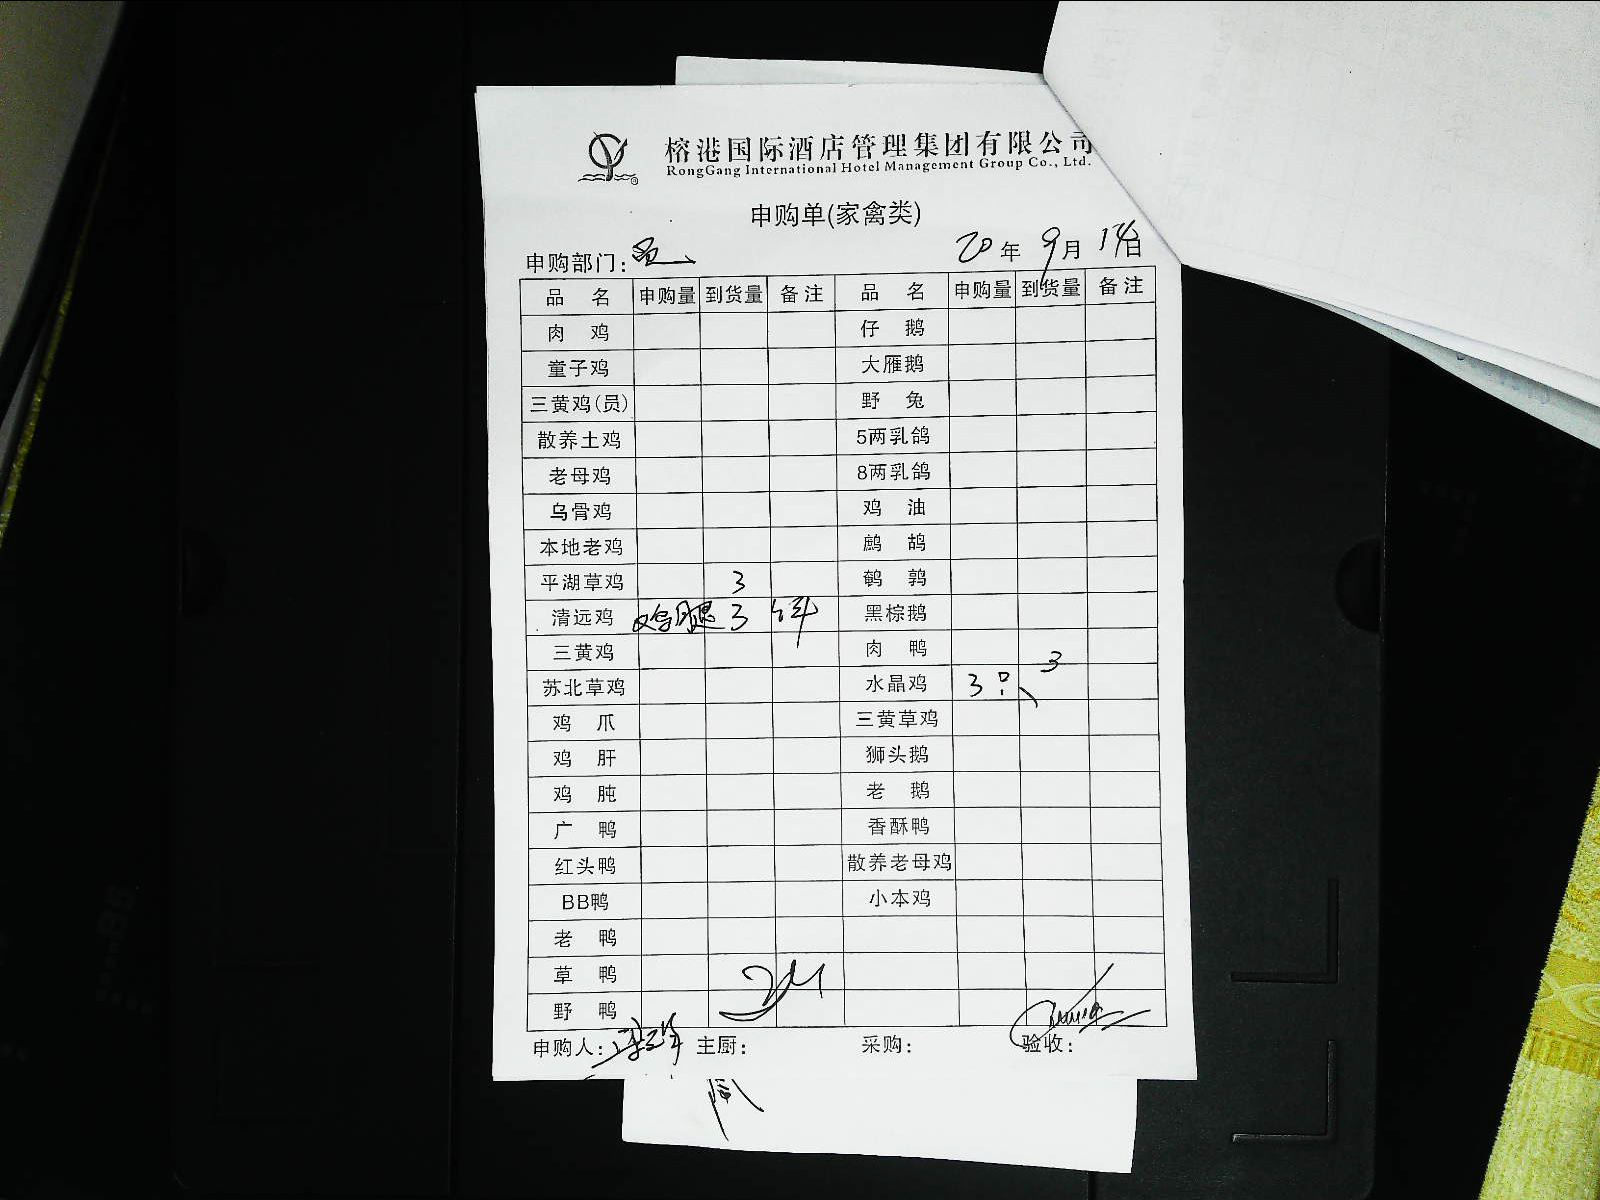 榕港国际酒店管理集团有限公司
RongGang International Hotel Management Group Co., Ltd.
申购单(家禽类)
申购部门: 20 年 9 月 14 日
品 名 申购量 到货量 备注 品 名 申购量 到货量 备注
肉 鸡 仔 鹅
童子鸡 大雁鹅
三黄鸡(员) 野 兔
散养土鸡 5两乳鸽
老母鸡 8两乳鸽
乌骨鸡 鸡 油
本地老鸡 鹧 鸪
平湖草鸡 3 鹌 鹑
清远鸡 鸡腿 3 件 黑棕鹅
三黄鸡 肉 鸭
苏北草鸡 水晶鸡 3只 3
鸡 爪 三黄草鸡
鸡 肝 狮头鹅
鸡 肫 老 鹅
广 鸭 香酥鸭
红头鸭 散养老母鸡
BB鸭 小本鸡
老 鸭
草 鸭
野 鸭
申购人: 主厨: 采购: 验收: